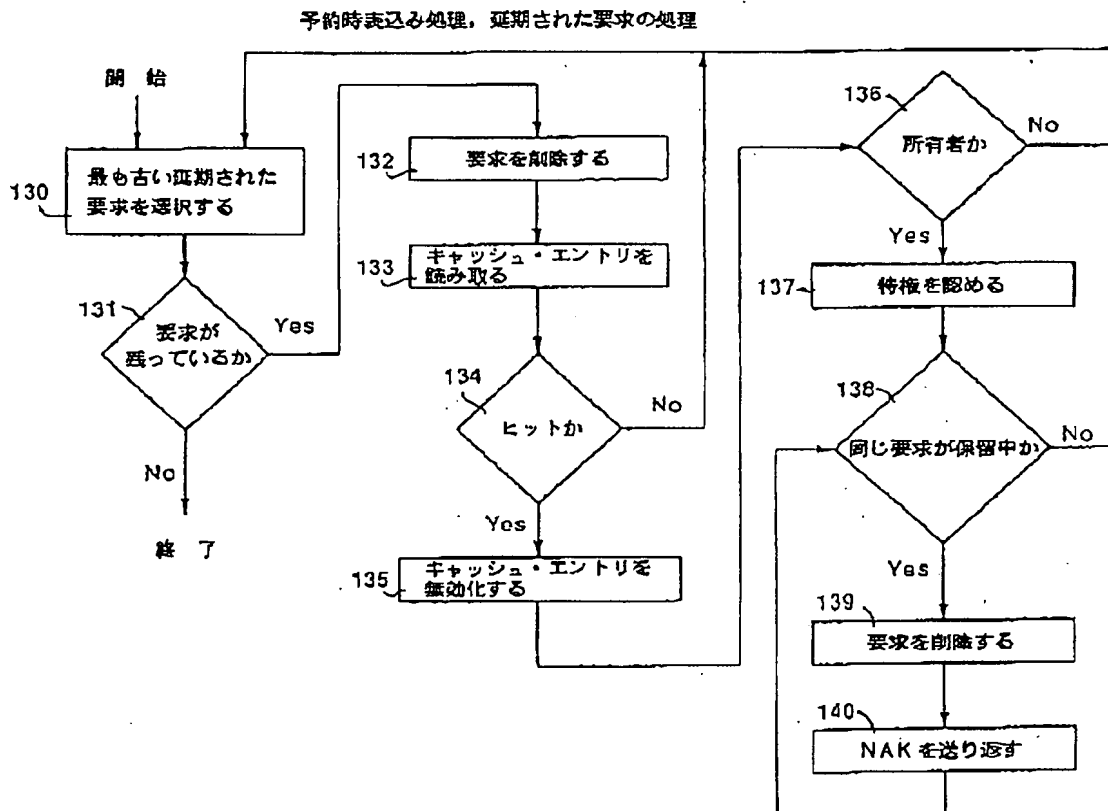 予約時書込み処理，延期された要求の処理
開 始
130
最も古い延期された
要求を選択する
131
要求が
残っているか
Yes
No
終 了
132
要求を削除する
133
キャッシュ・エントリを
読み取る
134
ヒットか
No
Yes
135
キャッシュ・エントリを
無効化する
136
所有者か
No
Yes
137
特権を認める
138
同じ要求が保留中か
No
Yes
139
要求を削除する
140
NAKを送り返す